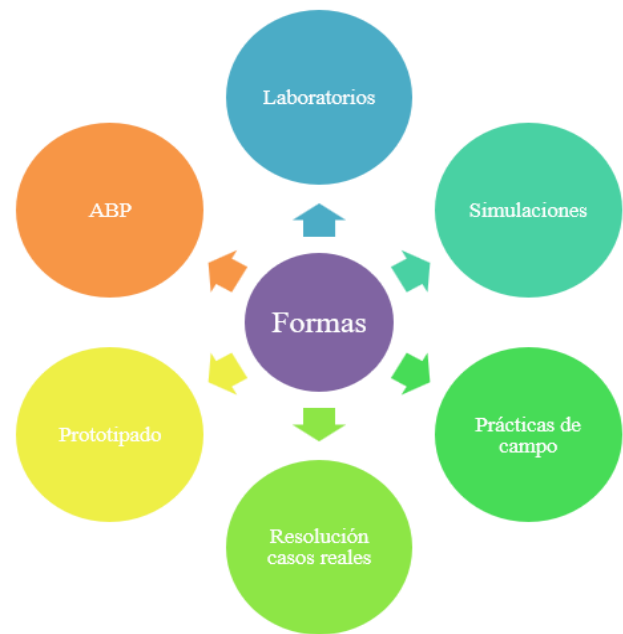 Laboratorios
ABP
Simulaciones
Formas
Prototipado
Prácticas de
campo
Resolución
casos reales